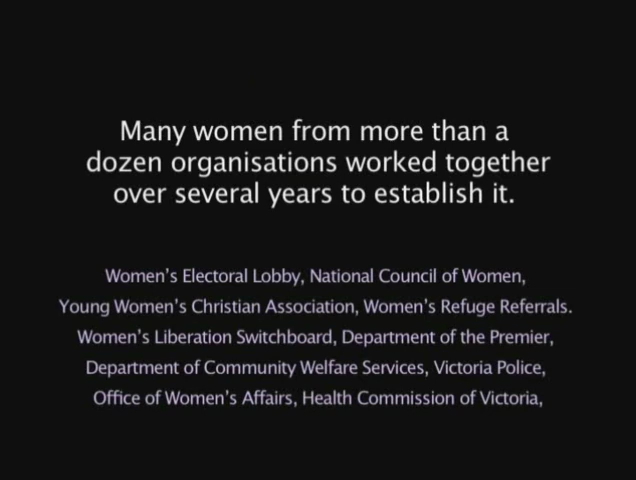 Many women from more than a
dozen organisations worked together
over several years to establish it.
Women's Electoral Lobby, National Council of Women,
Young Women's Christian Association, Women's Refuge Referrals.
Women's Liberation Switchboard, Department of the Premier,
Department of Community Welfare Services, Victoria Police,
Office of Women's Affairs, Health Commission of Victoria,